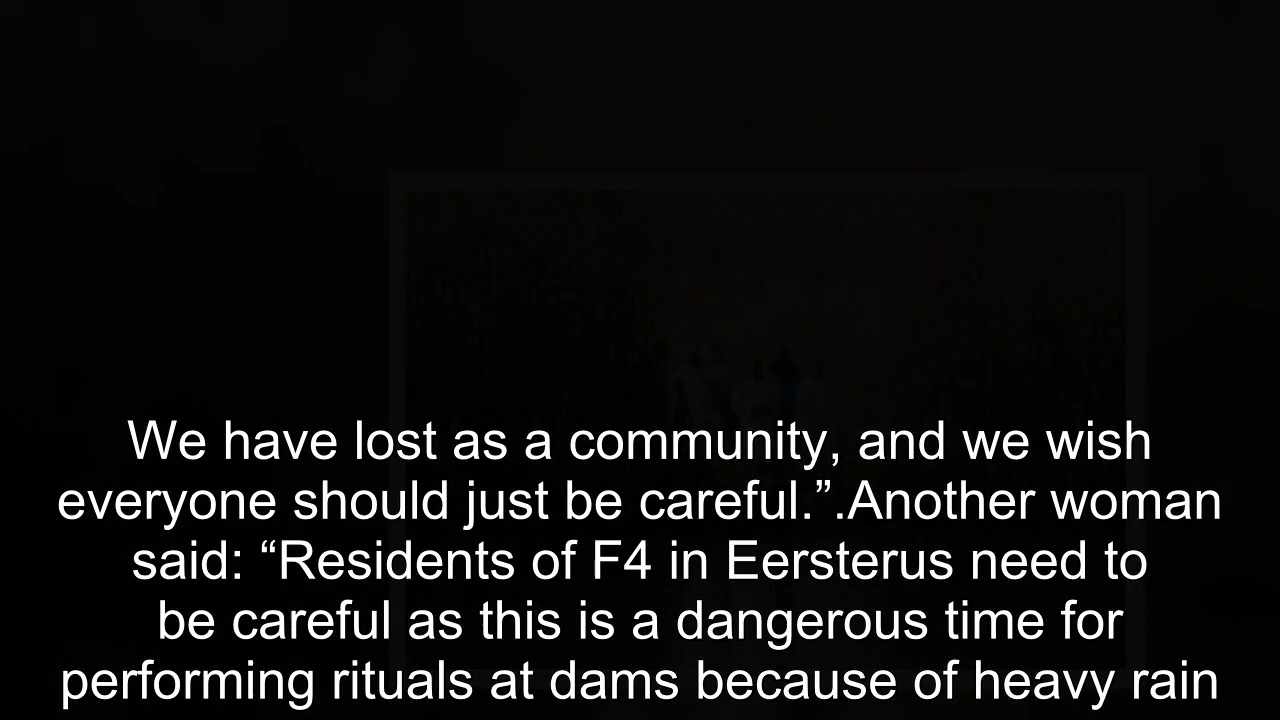 We have lost as a community, and we wish
everyone should just be careful.”.Another woman
said: “Residents of F4 in Eersterus need to
be careful as this is a dangerous time for
performing rituals at dams because of heavy rain